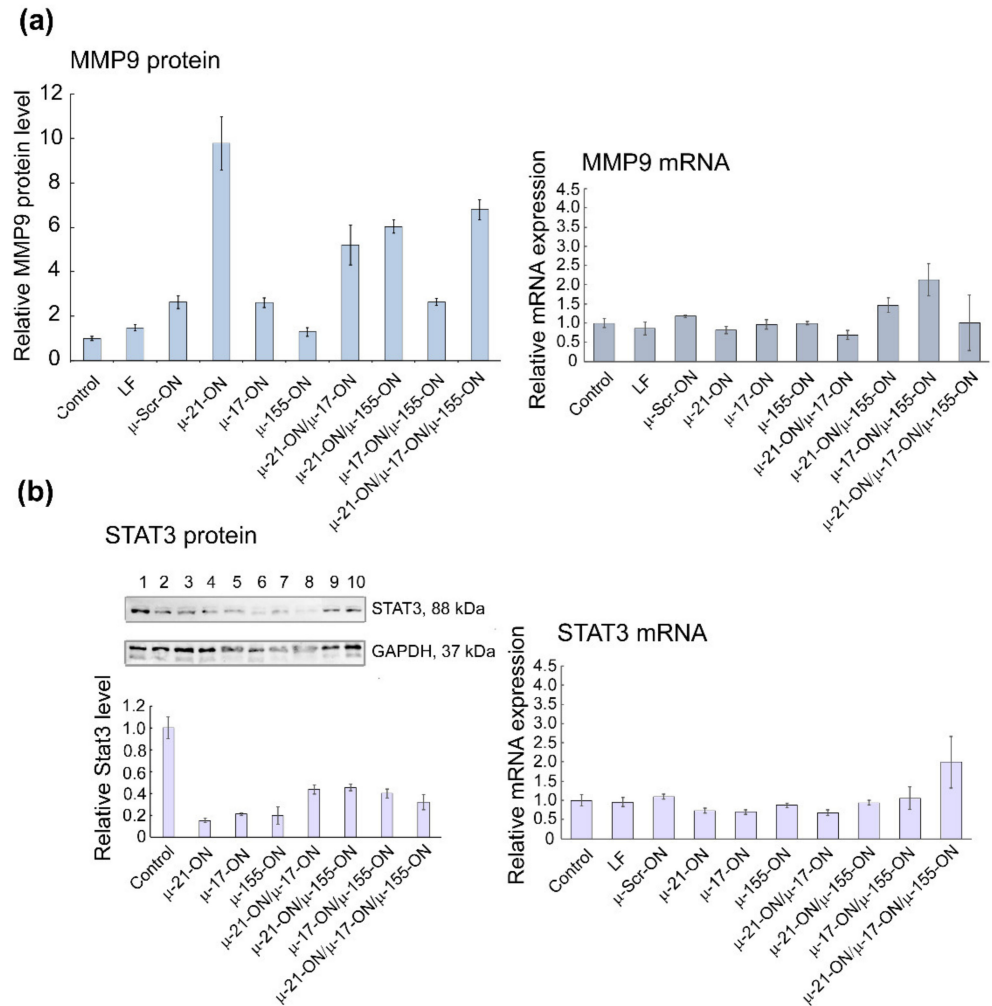 (a)
MMP9 protein
Relative MMP9 protein level
12
10
8
6
4
2
0
Control
LF
μ-Scr-ON
μ-21-ON
μ-17-ON
μ-155-ON
μ-21-ON/μ-17-ON
μ-21-ON/μ-155-ON
μ-17-ON/μ-155-ON
μ-21-ON/μ-17-ON/μ-155-ON
MMP9 mRNA
Relative mRNA expression
4.5
4.0
3.5
3.0
2.5
2.0
1.5
1.0
0.5
0
Control
LF
μ-Scr-ON
μ-21-ON
μ-17-ON
μ-155-ON
μ-21-ON/μ-17-ON
μ-21-ON/μ-155-ON
μ-17-ON/μ-155-ON
μ-21-ON/μ-17-ON/μ-155-ON
(b)
STAT3 protein
1 2 3 4 5 6 7 8 9 10
STAT3, 88 kDa
GAPDH, 37 kDa
Relative Stat3 level
1.2
1.0
0.8
0.6
0.4
0.2
0
Control
μ-21-ON
μ-17-ON
μ-155-ON
μ-21-ON/μ-17-ON
μ-21-ON/μ-155-ON
μ-17-ON/μ-155-ON
μ-21-ON/μ-17-ON/μ-155-ON
STAT3 mRNA
Relative mRNA expression
4.5
4.0
3.5
3.0
2.5
2.0
1.5
1.0
0.5
0
Control
LF
μ-Scr-ON
μ-21-ON
μ-17-ON
μ-155-ON
μ-21-ON/μ-17-ON
μ-21-ON/μ-155-ON
μ-17-ON/μ-155-ON
μ-21-ON/μ-17-ON/μ-155-ON